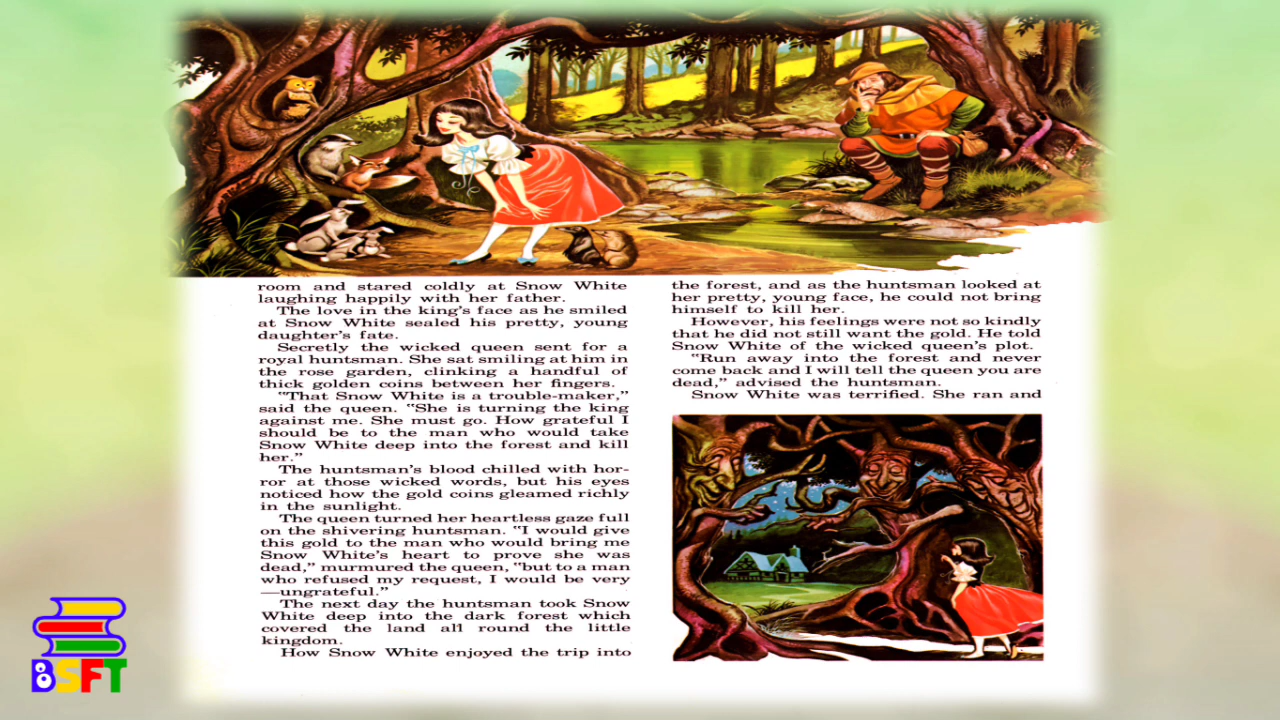 room and stared coldly at Snow White
laughing happily with her father.
The love in the king's face as he smiled
at Snow White sealed his pretty, young
daughter's fate.
Secretly the wicked queen sent for a
royal huntsman. She sat smiling at him in
the rose garden, clinking a handful of
thick golden coins between her fingers.
"That Snow White is a trouble-maker,"
said the queen. "She is turning the king
against me. She must go. How grateful I
should be to the man who would take
Snow White deep into the forest and kill
her."
The huntsman's blood chilled with hor-
ror at those wicked words, but his eyes
noticed how the gold coins gleamed richly
in the sunlight.
The queen turned her heartless gaze full
on the shivering huntsman. "I would give
this gold to the man who would bring me
Snow White's heart to prove she was
dead," murmured the queen, "but to a man
who refused my request, I would be very
—ungrateful."
The next day the huntsman took Snow
White deep into the dark forest which
covered the land all round the little
kingdom.
How Snow White enjoyed the trip into
the forest, and as the huntsman looked at
her pretty, young face, he could not bring
himself to kill her.
However, his feelings were not so kindly
that he did not still want the gold. He told
Snow White of the wicked queen's plot.
"Run away into the forest and never
come back and I will tell the queen you are
dead," advised the huntsman.
Snow White was terrified. She ran and
BSFT